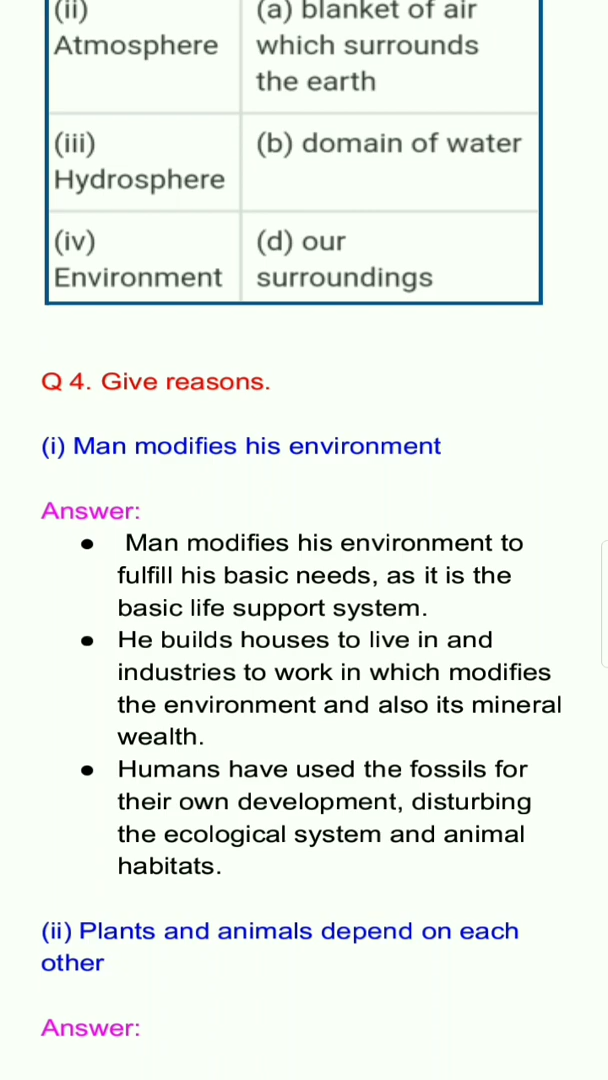 (ii) (a) blanket of air
Atmosphere which surrounds
the earth
(iii) (b) domain of water
Hydrosphere
(iv) (d) our
Environment surroundings
Q 4. Give reasons.
(i) Man modifies his environment
Answer:
● Man modifies his environment to
fulfill his basic needs, as it is the
basic life support system.
● He builds houses to live in and
industries to work in which modifies
the environment and also its mineral
wealth.
● Humans have used the fossils for
their own development, disturbing
the ecological system and animal
habitats.
(ii) Plants and animals depend on each
other
Answer: